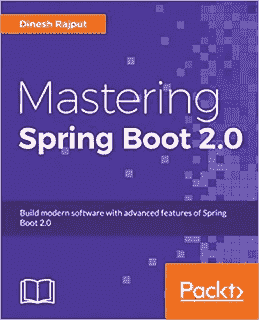 Dinesh Rajput
Mastering
Spring Boot 2.0
Build modern software with advanced features of Spring
Boot 2.0
Packt>